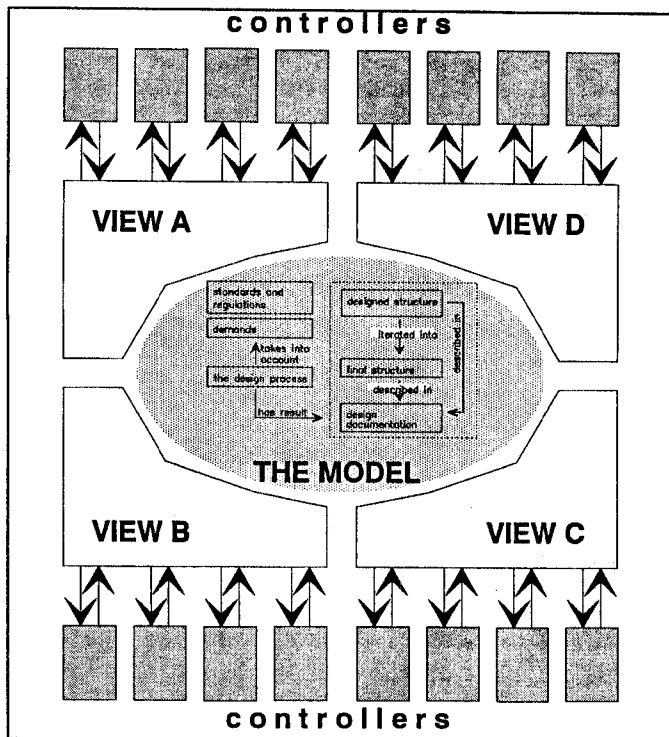 controllers
VIEW A
VIEW D
standards and
regulations
demands
takes into
account
the design process
has result
designed structure
iterated into
final structure
described in
design
documentation
described in
THE MODEL
VIEW B
VIEW C
controllers